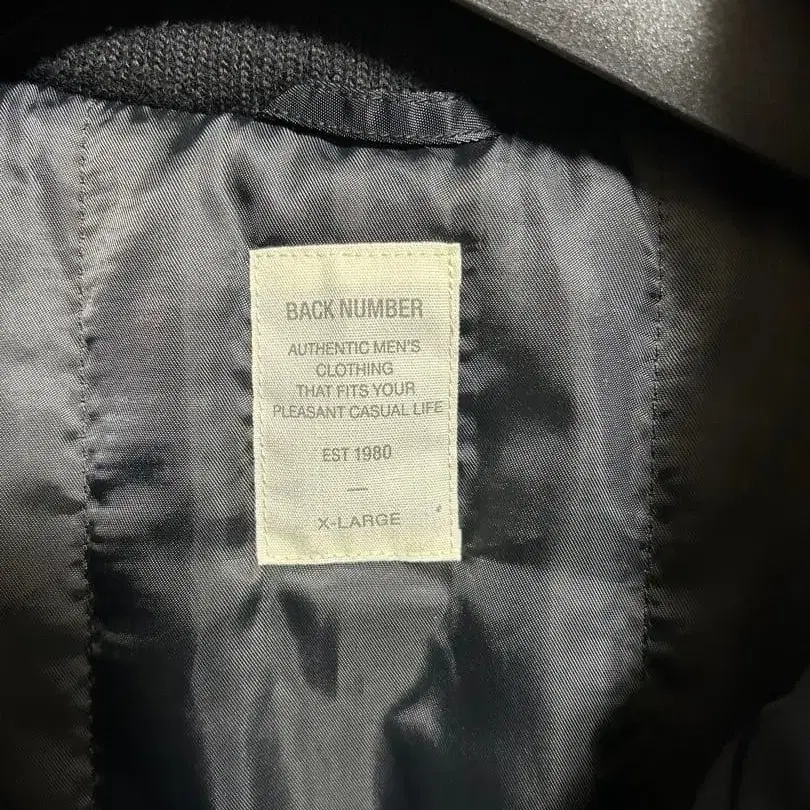 BACK NUMBER
AUTHENTIC MEN'S
CLOTHING
THAT FITS YOUR
PLEASANT CASUAL LIFE
EST 1980
—
X-LARGE